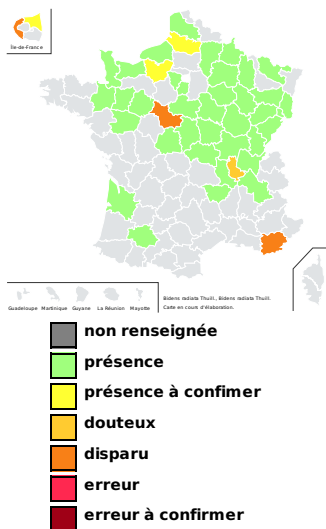 Île-de-France
Guadeloupe Martinique Guyane La Réunion Mayotte
Bidens radiata Thuill., Bidens radiata Thuill.
Carte en cours d'élaboration.
non renseignée
présence
présence à confimer
douteux
disparu
erreur
erreur à confirmer